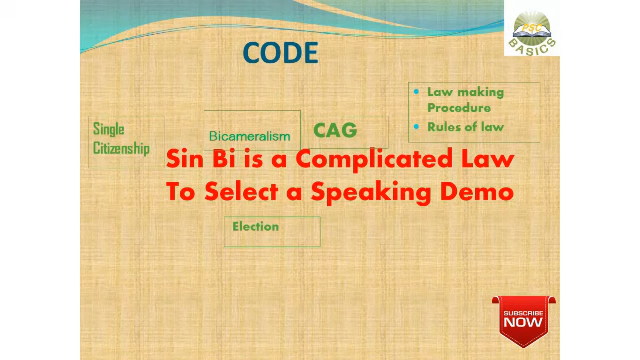 CODE
PSC
BASICS
Law making
Procedure
Rules of law
Single
Citizenship
Bicameralism
CAG
Sin Bi is a Complicated Law
To Select a Speaking Demo
Election
SUBSCRIBE
NOW